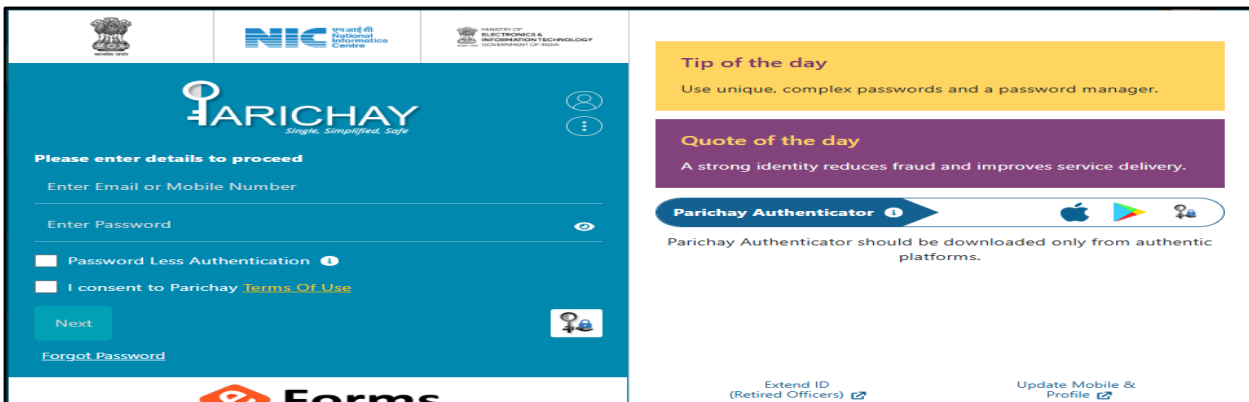 सत्यमेव जयते
NIC
एन आई सी
National
Informatics
Centre
MINISTRY OF
ELECTRONICS &
INFORMATION TECHNOLOGY
GOVERNMENT OF INDIA
PARICHAY
Single, Simplified, Safe
Please enter details to proceed
Enter Email or Mobile Number
Enter Password
Password Less Authentication
I consent to Parichay Terms Of Use
Next
Forgot Password
e Forms
Tip of the day
Use unique, complex passwords and a password manager.
Quote of the day
A strong identity reduces fraud and improves service delivery.
Parichay Authenticator
Parichay Authenticator should be downloaded only from authentic
platforms.
Extend ID
(Retired Officers)
Update Mobile &
Profile